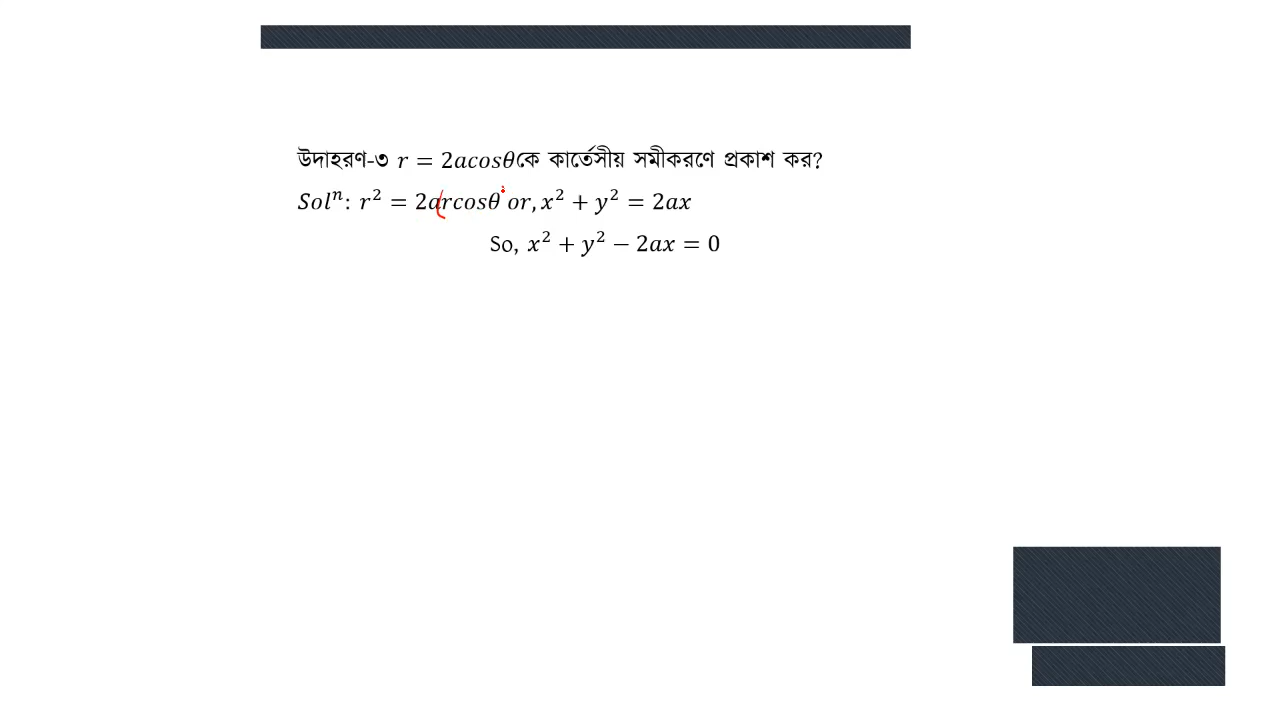 উদাহরণ-৩ r = 2acosθকে কার্তেসীয় সমীকরণে প্রকাশ কর?
Solⁿ: r² = 2arcosθ or, x² + y² = 2ax
So, x² + y² − 2ax = 0